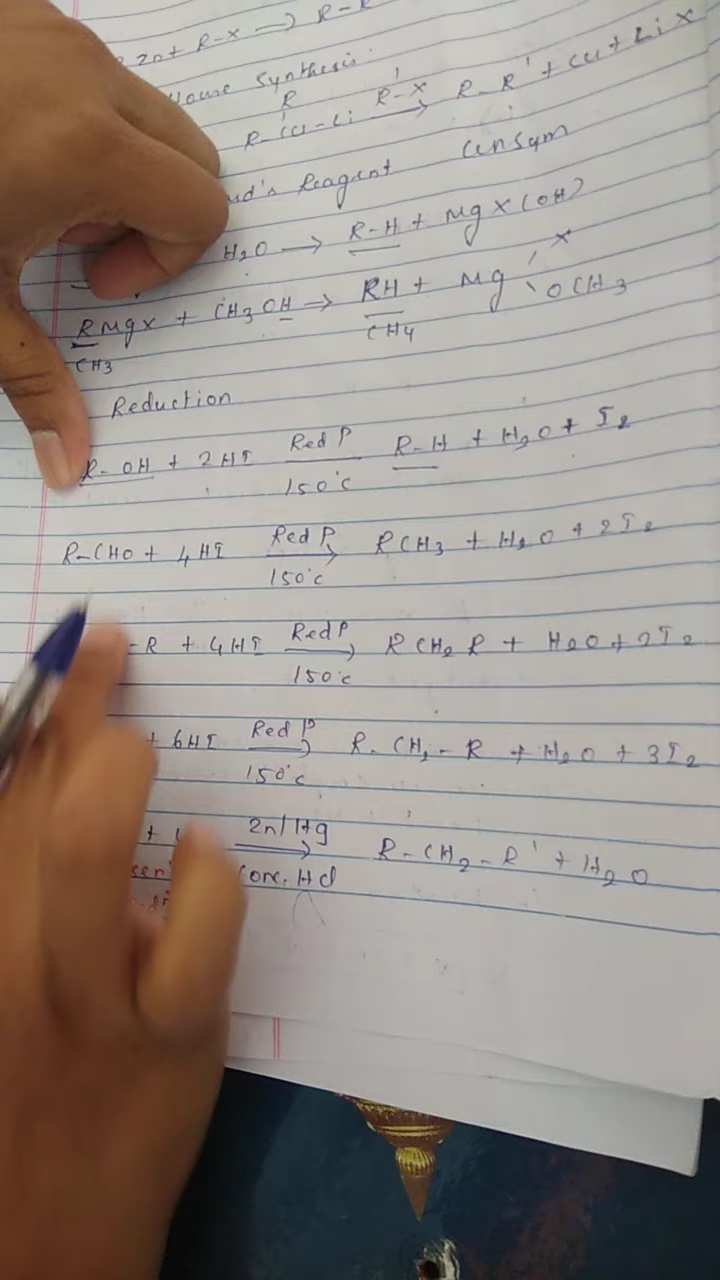 Zn + R-X → R-R
House Synthesis.
R
R-Cu-Li R'-X → R-R' + Cu + LiX
Reagent Unsym
H₂O → R-H + MgX(OH)
RMgX + CH₃OH → RH + Mg X OCH₃
CH₃ CH₄
Reduction
R-OH + 2HI Red P 150°C R-H + H₂O + I₂
R-CHO + 4HI Red P → 150°C RCH₃ + H₂O + 2I₂
-R + 4HI Red P → 150°C RCH₂R + H₂O + 2I₂
+ 6HI Red P → 150°C R-CH₃-R + H₂O + 3I₂
+ Zn/Hg → Conc. HCl R-CH₂-R' + H₂O